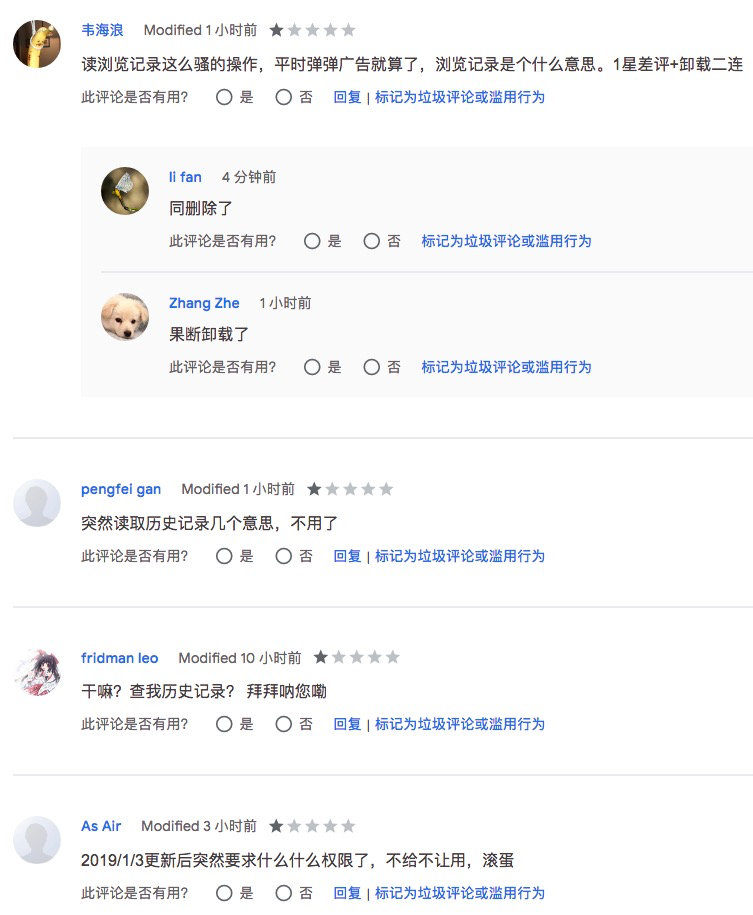 韦海浪 Modified 1 小时前
读浏览记录这么骚的操作，平时弹弹广告就算了，浏览记录是个什么意思。1星差评+卸载二连
此评论是否有用? 是 否 回复 | 标记为垃圾评论或滥用行为
li fan 4 分钟前
同删除了
此评论是否有用? 是 否 标记为垃圾评论或滥用行为
Zhang Zhe 1 小时前
果断卸载了
此评论是否有用? 是 否 标记为垃圾评论或滥用行为
pengfei gan Modified 1 小时前
突然读取历史记录几个意思，不用了
此评论是否有用? 是 否 回复 | 标记为垃圾评论或滥用行为
fridman leo Modified 10 小时前
干嘛？查我历史记录？ 拜拜呐您嘞
此评论是否有用? 是 否 回复 | 标记为垃圾评论或滥用行为
As Air Modified 3 小时前
2019/1/3更新后突然要求什么什么权限了，不给不让用，滚蛋
此评论是否有用? 是 否 回复 | 标记为垃圾评论或滥用行为